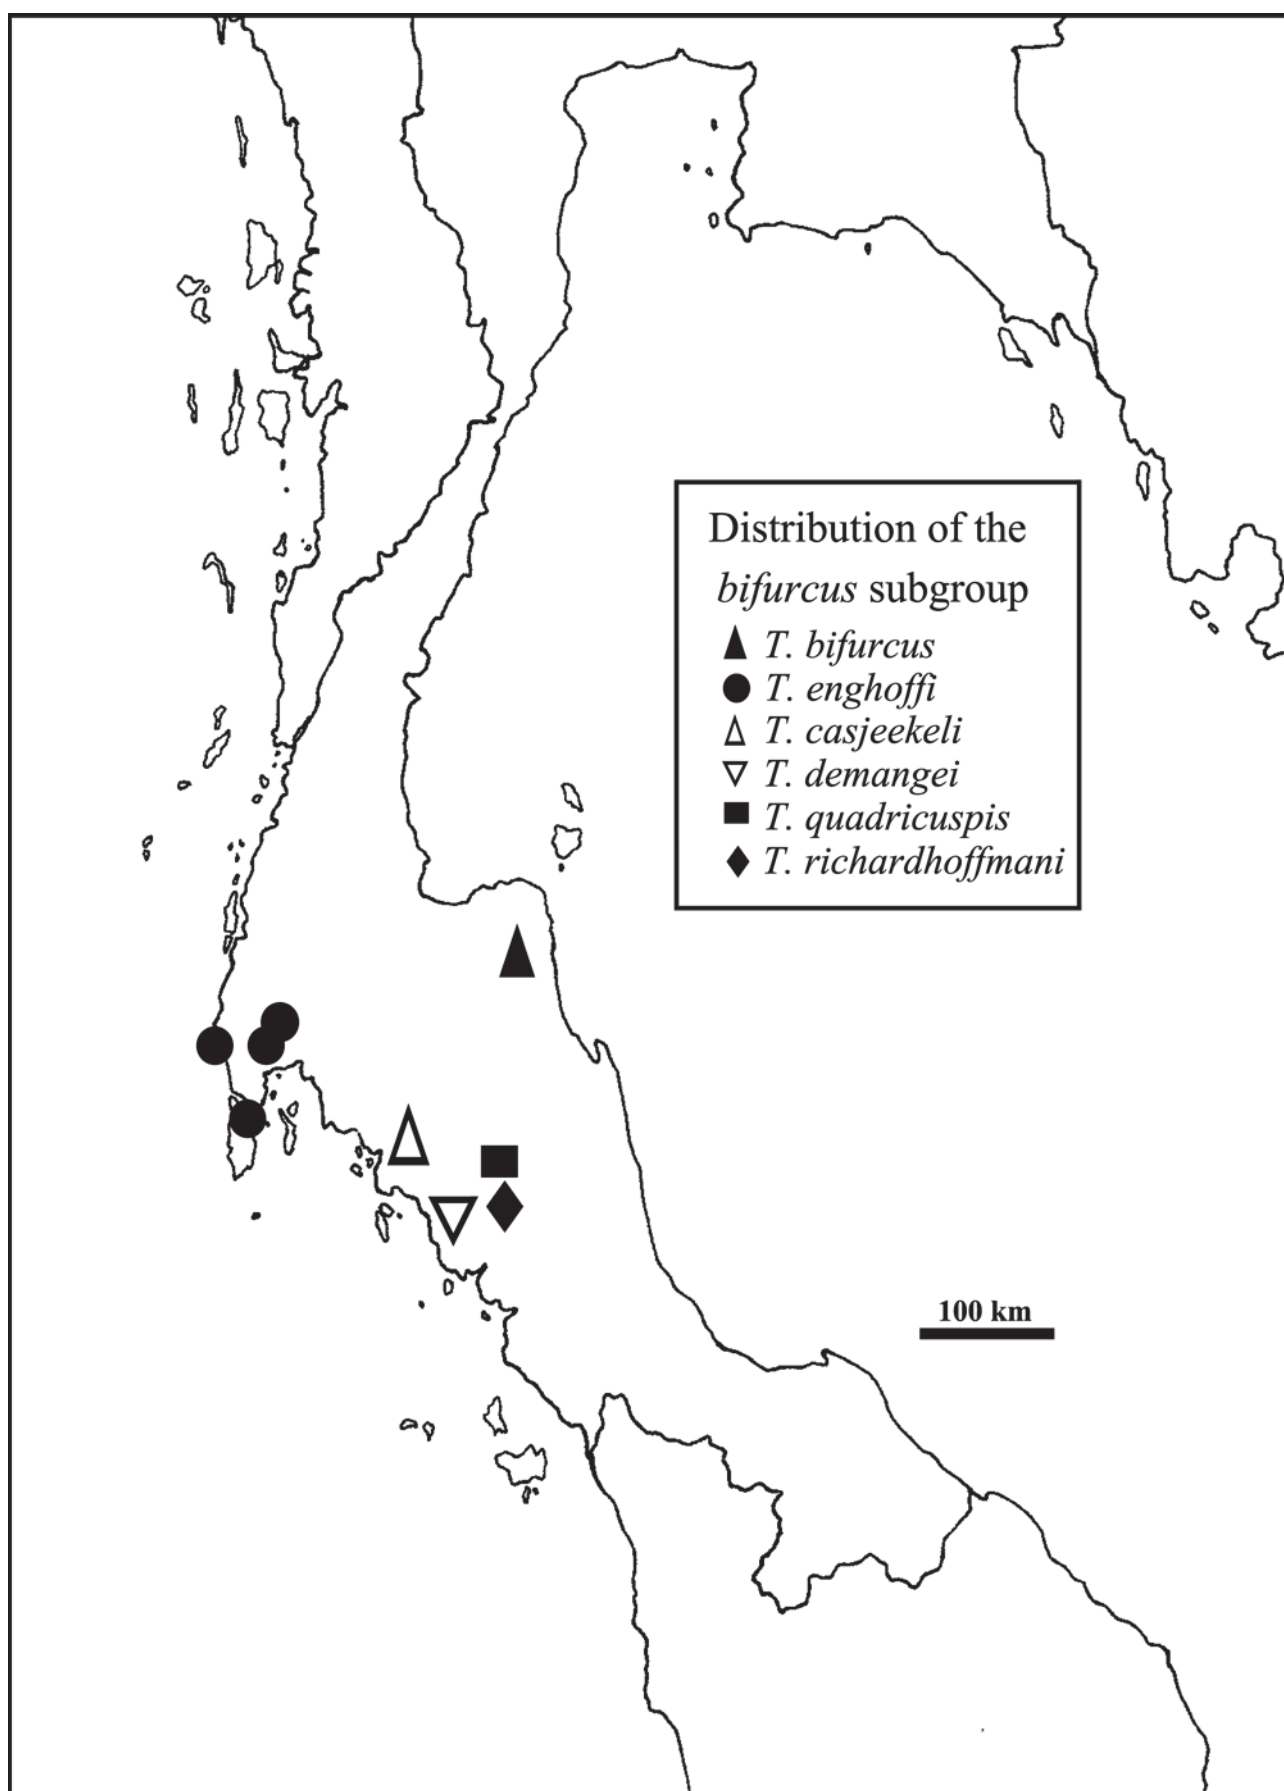 Distribution of the
bifurcus subgroup
T. bifurcus
T. enghoffi
T. casjeekeli
T. demangei
T. quadricuspis
T. richardhoffmani
100 km